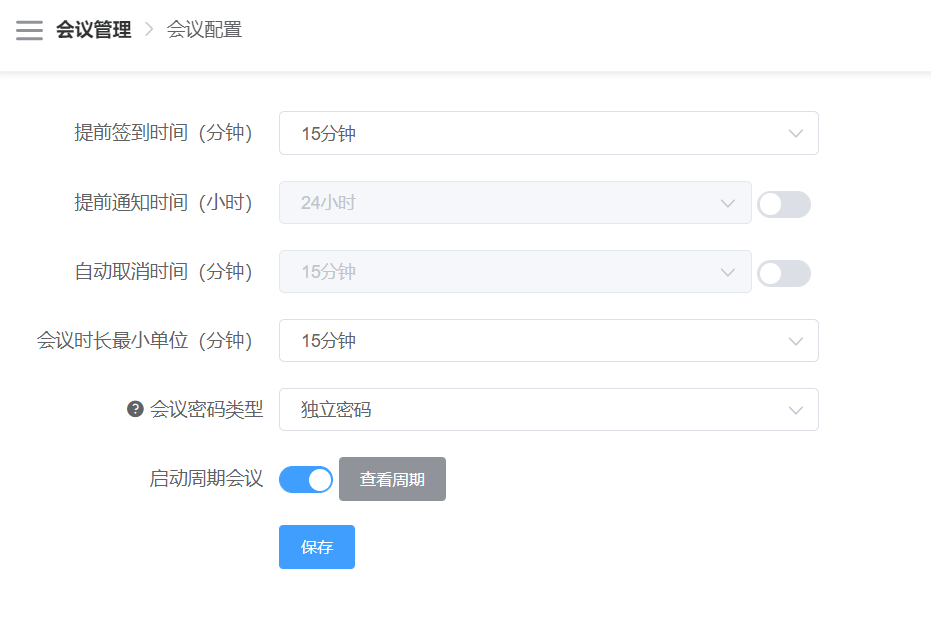 会议管理 > 会议配置
提前签到时间（分钟） 15分钟
提前通知时间（小时） 24小时
自动取消时间（分钟） 15分钟
会议时长最小单位（分钟） 15分钟
? 会议密码类型 独立密码
启动周期会议 查看周期
保存